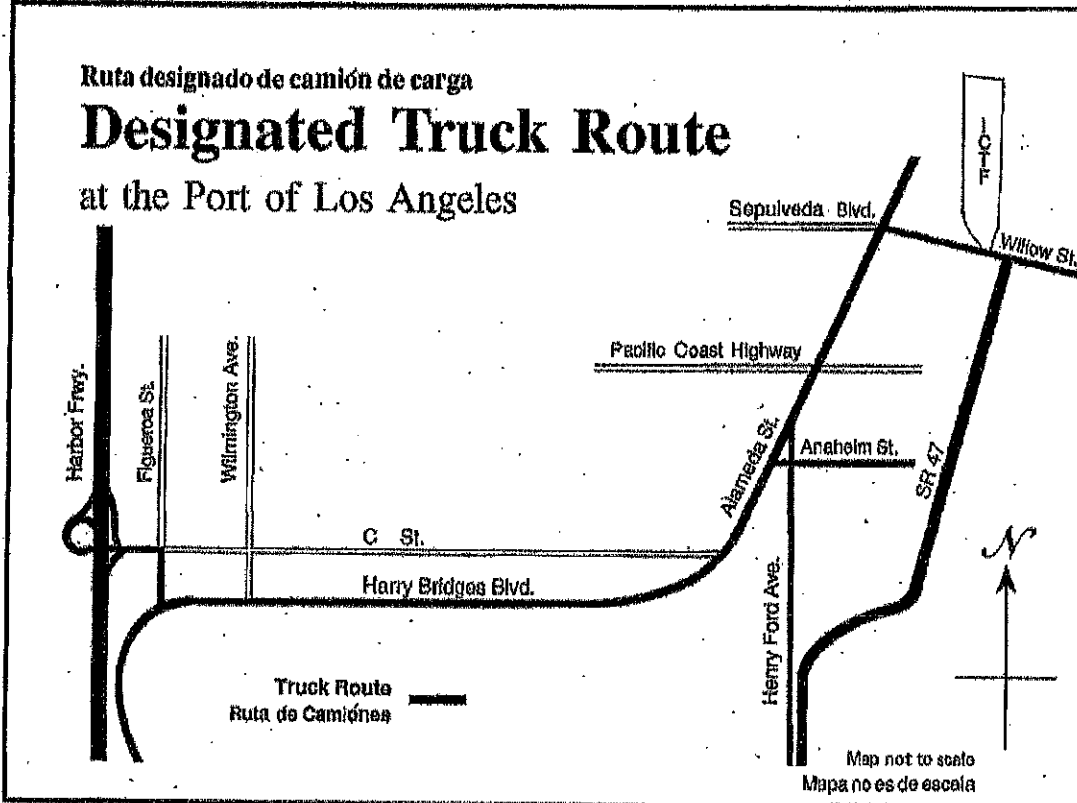 Ruta designado de camión de carga
Designated Truck Route
at the Port of Los Angeles
ICTF
Sepulveda Blvd.
Willow St.
Pacific Coast Highway
Harbor Frwy.
Figueroa St.
Wilmington Ave.
Alameda St.
Anaheim St.
SR 47
C St.
N
Harry Bridges Blvd.
Henry Ford Ave.
Truck Route
Ruta de Camiónes
Map not to scale
Mapa no es de escala